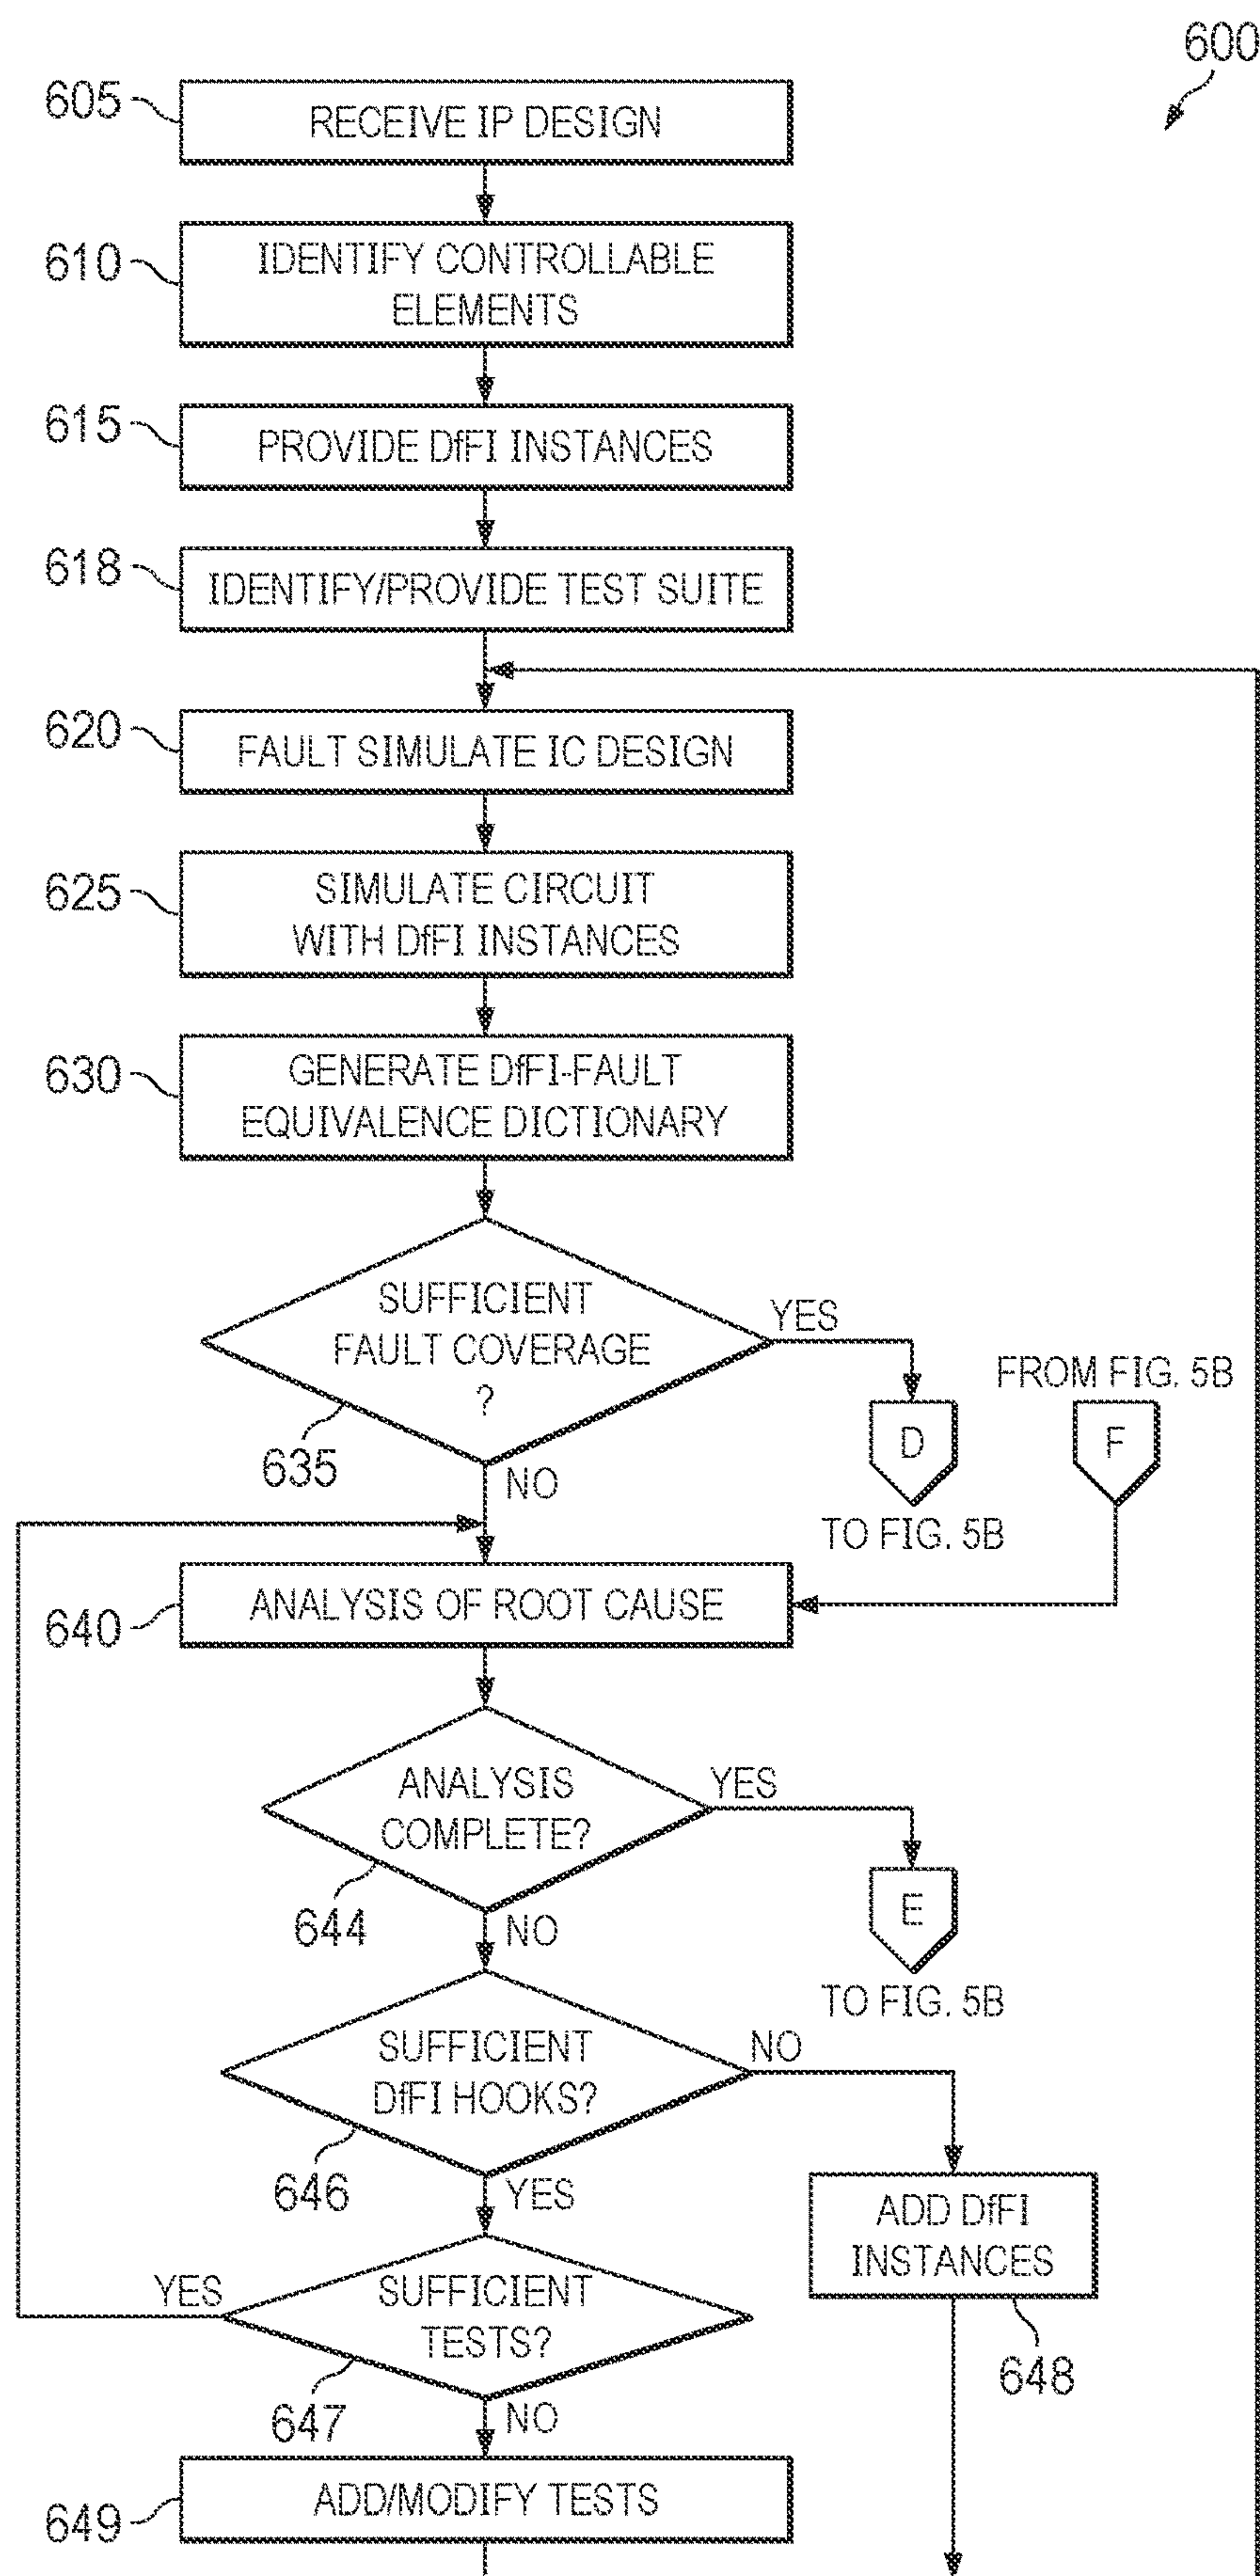 600
605
RECEIVE IP DESIGN
610
IDENTIFY CONTROLLABLE
ELEMENTS
615
PROVIDE DfFI INSTANCES
618
IDENTIFY/PROVIDE TEST SUITE
620
FAULT SIMULATE IC DESIGN
625
SIMULATE CIRCUIT
WITH DfFI INSTANCES
630
GENERATE DfFI-FAULT
EQUIVALENCE DICTIONARY
SUFFICIENT
FAULT COVERAGE
?
635
YES
NO
D
TO FIG. 5B
FROM FIG. 5B
F
640
ANALYSIS OF ROOT CAUSE
ANALYSIS
COMPLETE?
644
YES
NO
E
TO FIG. 5B
SUFFICIENT
DfFI HOOKS?
646
NO
YES
ADD DfFI
INSTANCES
648
SUFFICIENT
TESTS?
647
YES
NO
649
ADD/MODIFY TESTS